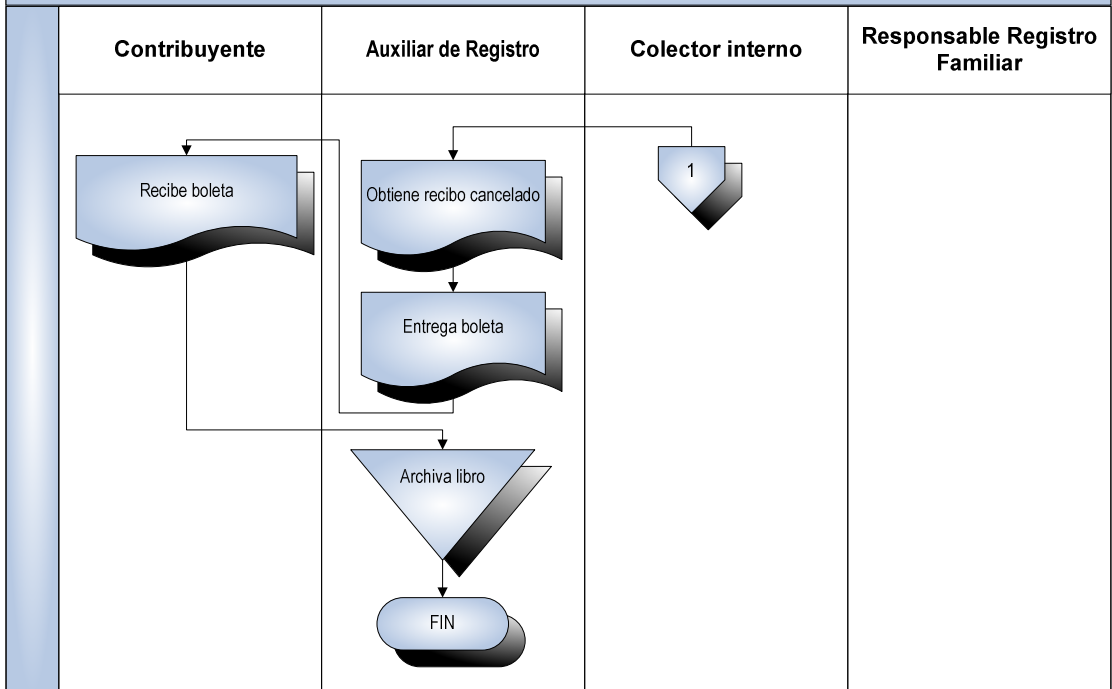 Contribuyente
Auxiliar de Registro
Colector interno
Responsable Registro
Familiar
1
Recibe boleta
Obtiene recibo cancelado
Entrega boleta
Archiva libro
FIN